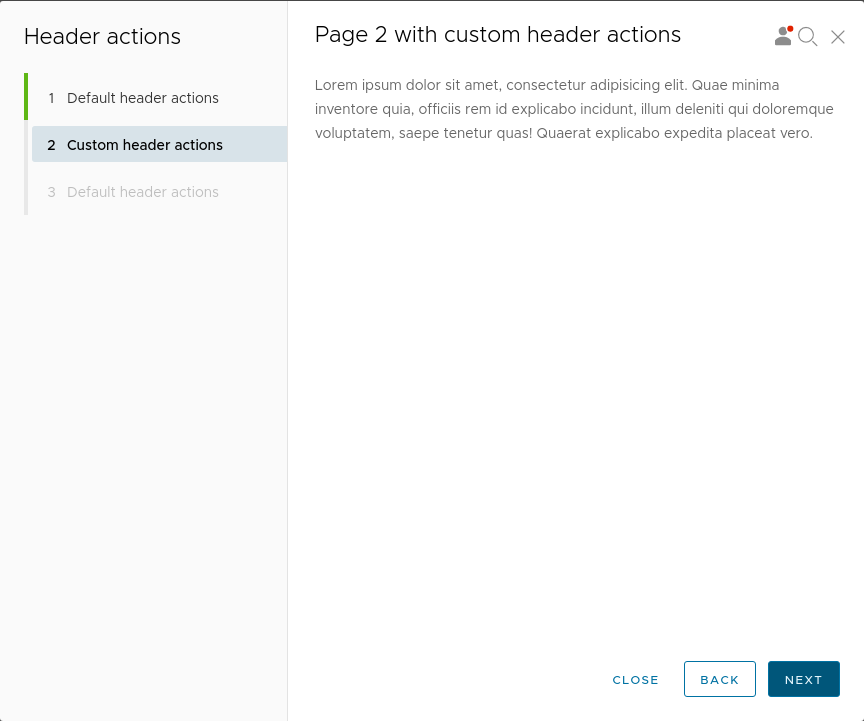 Header actions
1 Default header actions
2 Custom header actions
3 Default header actions
Page 2 with custom header actions
Lorem ipsum dolor sit amet, consectetur adipisicing elit. Quae minima
inventore quia, officiis rem id explicabo incidunt, illum deleniti qui doloremque
voluptatem, saepe tenetur quas! Quaerat explicabo expedita placeat vero.
CLOSE
BACK
NEXT